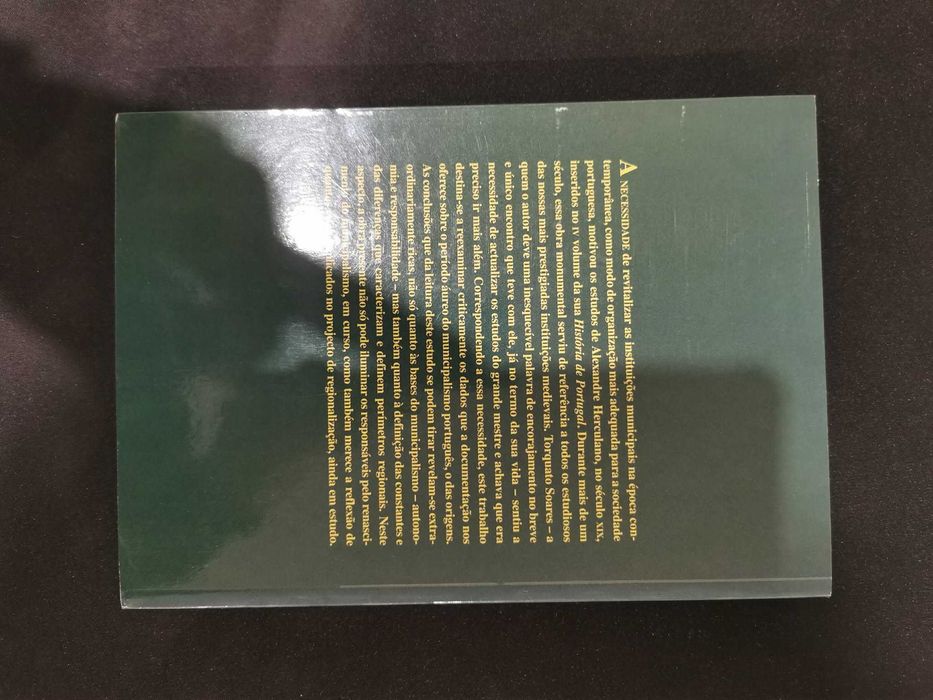 A NECESSIDADE de revitalizar as instituições municipais na época con-
temporânea, como modo de organização mais adequada para a sociedade
portuguesa, motivou os estudos de Alexandre Herculano, no século XIX,
inseridos no IV volume da sua História de Portugal. Durante mais de um
século, essa obra monumental serviu de referência a todos os estudiosos
das nossas mais prestigiadas instituições medievais. Torquato Soares – a
quem o autor deve uma inesquecível palavra de encorajamento no breve
e único encontro que teve com ele, já no termo da sua vida – sentiu a
necessidade de actualizar os estudos do grande mestre e achava que era
preciso ir mais além. Correspondendo a essa necessidade, este trabalho
destina-se a reexaminar criticamente os dados que a documentação nos
oferece sobre o período áureo do municipalismo português, o das origens.
As conclusões que da leitura deste estudo se podem tirar revelam-se extra-
ordinariamente ricas, não só quanto às bases do municipalismo – autono-
mia e responsabilidade – mas também quanto à definição das constantes e
das diferenças que caracterizam e definem perímetros regionais. Neste
aspecto, a obra presente não só pode iluminar os responsáveis pelo renasci-
mento do municipalismo, em curso, como também merece a reflexão de
quantos no projecto de regionalização, ainda em estudo.